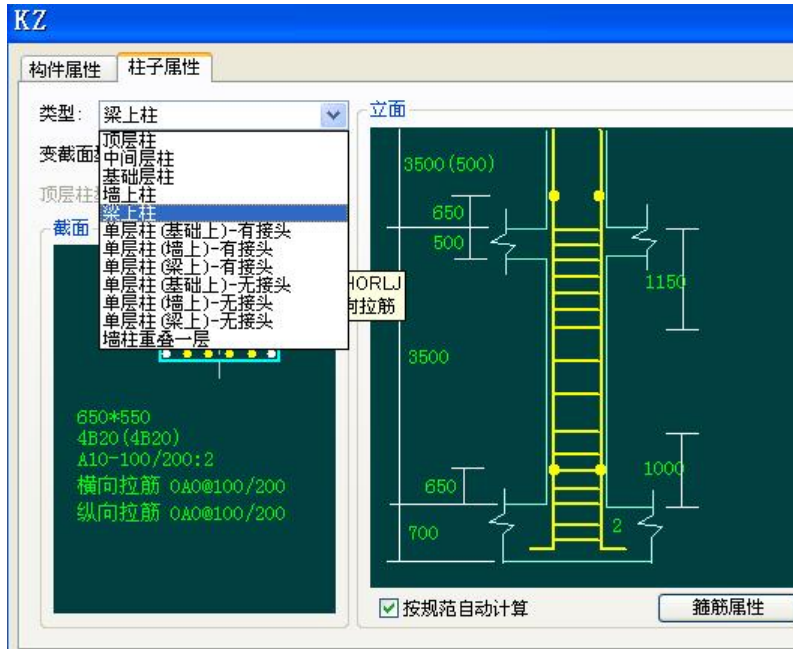 KZ
构件属性 柱子属性
类型: 梁上柱
变截面
顶层柱
顶层柱
中间层柱
基础层柱
墙上柱
梁上柱
单层柱(基础上)-有接头
单层柱(墙上)-有接头
单层柱(梁上)-有接头
单层柱(基础上)-无接头
单层柱(墙上)-无接头
单层柱(梁上)-无接头
墙柱重叠一层
截面
HORLJ
向拉筋
650*550
4B20(4B20)
A10-100/200:2
横向拉筋 0A0@100/200
纵向拉筋 0A0@100/200
立面
3500(500)
650
500
1150
3500
1000
650
700
2
按规范自动计算
箍筋属性